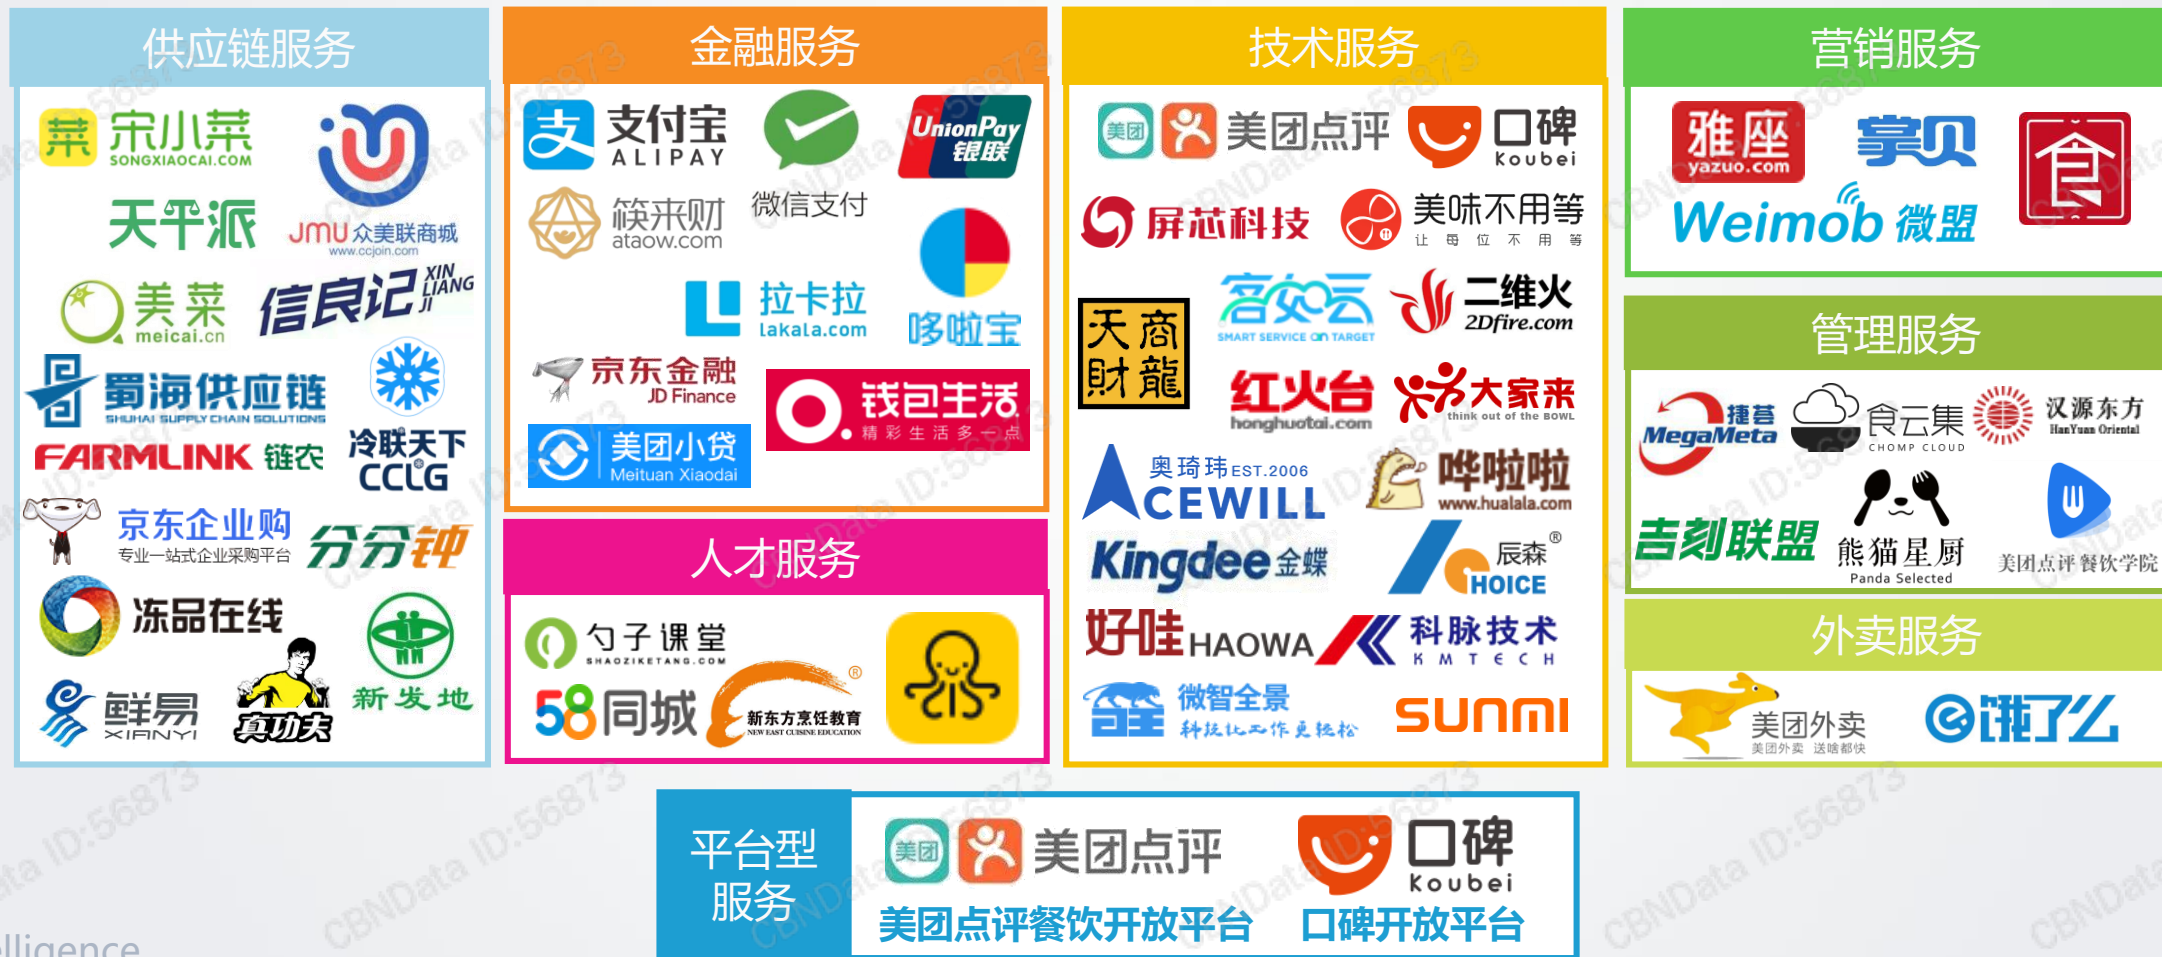 供应链服务
菜 宋小菜
SONGXIAOCAI.COM
天平派
JMU 众美联商城
www.ccjoin.com
美菜
meicai.cn
信良记 XIN LIANG JI
蜀海供应链
SHUHAI SUPPLY CHAIN SOLUTIONS
FARMLINK 链农
冷联天下
CCLG
京东企业购
专业一站式企业采购平台
分分钟
冻品在线
鲜易
XIANYI
真功夫
新发地
金融服务
支 支付宝
ALIPAY
微信支付
UnionPay
银联
筷来财
ataow.com
拉卡拉
lakala.com
哆啦宝
京东金融
JD Finance
钱包生活
精彩生活多一点
美团小贷
Meituan Xiaodai
人才服务
勺子课堂
SHAOZIKETANG.COM
58同城
新东方烹饪教育
NEW EAST CUISINE EDUCATION
技术服务
美团 美团点评
口碑
Koubei
屏芯科技
美味不用等
让每位不用等
天商
财龍
客如云
SMART SERVICE on TARGET
二维火
2Dfire.com
红火台
honghuotai.com
大家来
think out of the BOWL
奥琦玮 EST.2006
ACEWILL
哗啦啦
www.hualala.com
Kingdee 金蝶
辰森®
CHOICE
好哇 HAOWA
科脉技术
KMTECH
微智全景
科技让工作更轻松
SUNMI
营销服务
雅座
yazuo.com
掌贝
食
Weimob 微盟
管理服务
捷荟
MegaMeta
食云集
CHOMP CLOUD
汉源东方
HanYuan Oriental
吉刻联盟
熊猫星厨
Panda Selected
美团点评餐饮学院
外卖服务
美团外卖
美团外卖 送啥都快
饿了么
平台型
服务
美团 美团点评
美团点评餐饮开放平台
口碑
Koubei
口碑开放平台
elligence
CBNData ID:56873